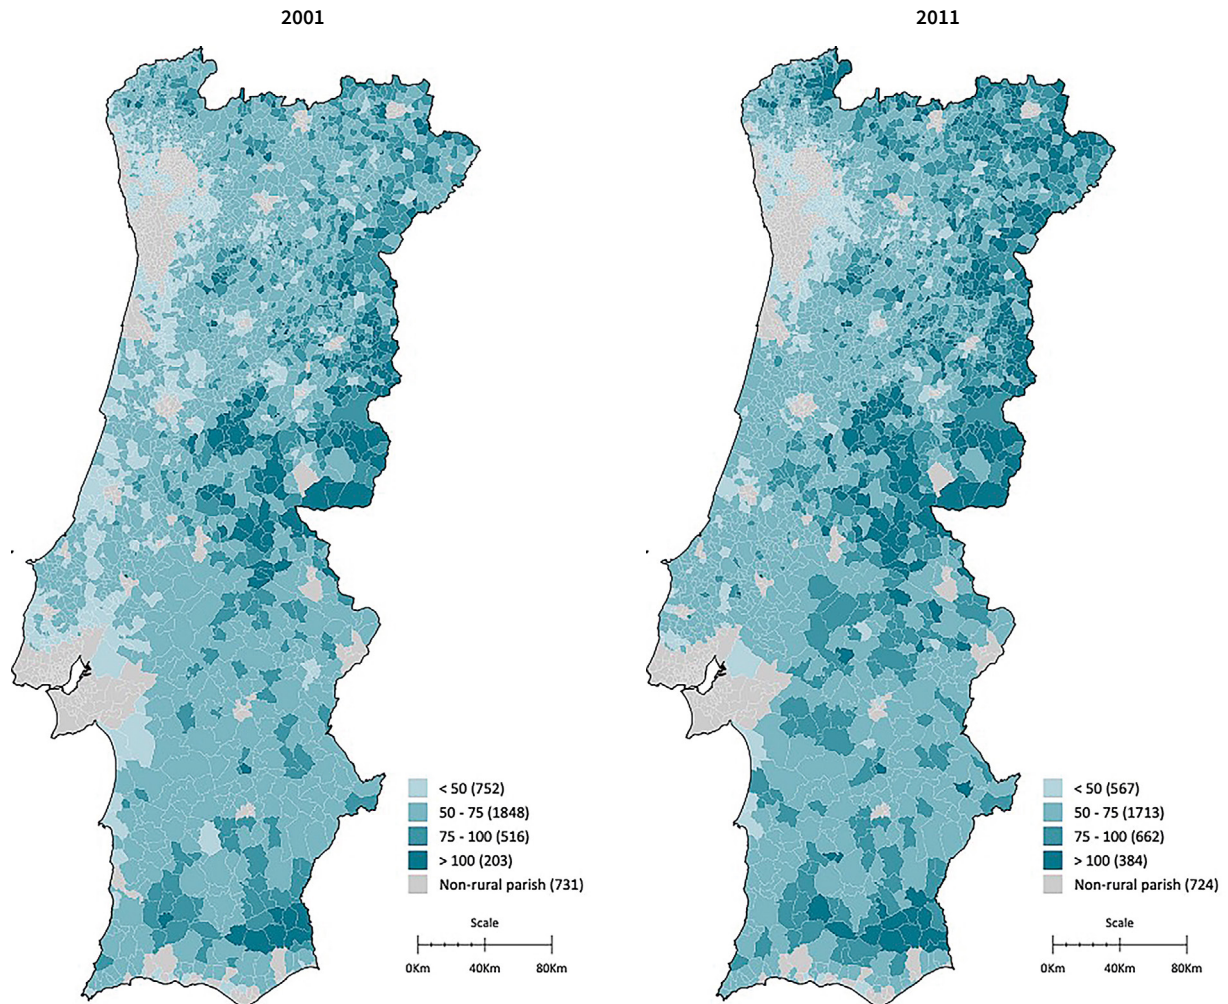 2001
2011
< 50 (752)
50 - 75 (1848)
75 - 100 (516)
> 100 (203)
Non-rural parish (731)
Scale
0Km 40Km 80Km
< 50 (567)
50 - 75 (1713)
75 - 100 (662)
> 100 (384)
Non-rural parish (724)
Scale
0Km 40Km 80Km